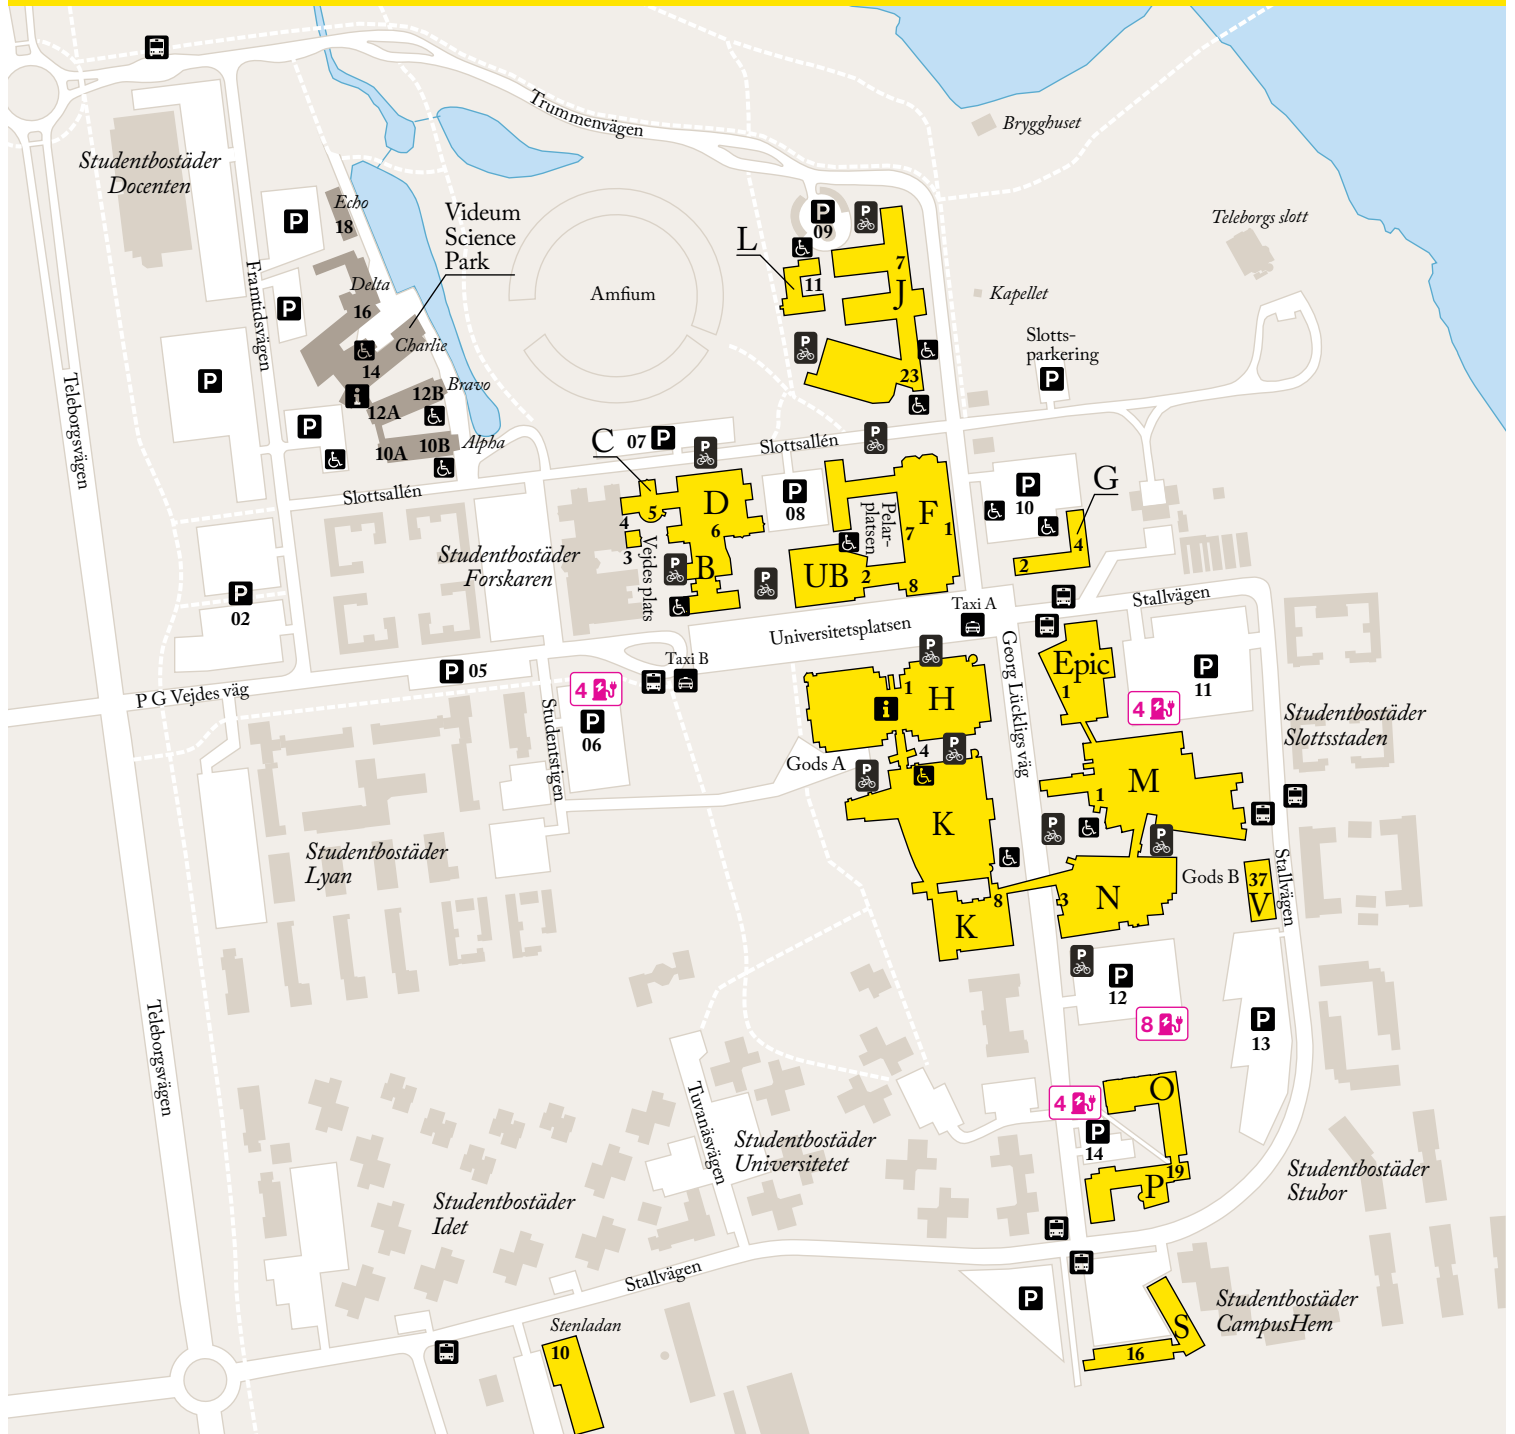 Trummenvägen
Brygghuset
Studentbostäder
Docenten
P
Echo
18
Videum
Science
Park
L
P
09
P
Teleborgs slott
Framtidsvägen
P
Delta
16
Amfium
11
7
J
Kapellet
Charlie
14
P
23
Slotts-
parkering
P
Teleborgsvägen
P
i
12A
12B
Bravo
P
10A
10B
Alpha
C
07
P
P
Slottsallén
P
Slottsallén
G
D
6
5
4
3
P
08
Pelar-
platsen
F
7
1
P
10
4
2
Studentbostäder
Forskaren
Vejdes plats
P
B
P
UB
2
8
P
02
Taxi A
Stallvägen
Universitetsplatsen
Georg Lückligs väg
P
Taxi B
P
05
P G Vejdes väg
4
P
06
Studentstigen
1
H
i
Epic
1
P
11
4
Studentbostäder
Slottsstaden
Gods A
P
4
P
M
1
K
P
P
Studentbostäder
Lyan
Gods B
37
V
Stallvägen
8
K
3
N
P
P
12
8
P
13
Teleborgsvägen
Tuvanäsvägen
4
O
P
14
Studentbostäder
Universitetet
19
P
Studentbostäder
Stubor
Studentbostäder
Idet
Stallvägen
P
Studentbostäder
CampusHem
S
16
Stenladan
10